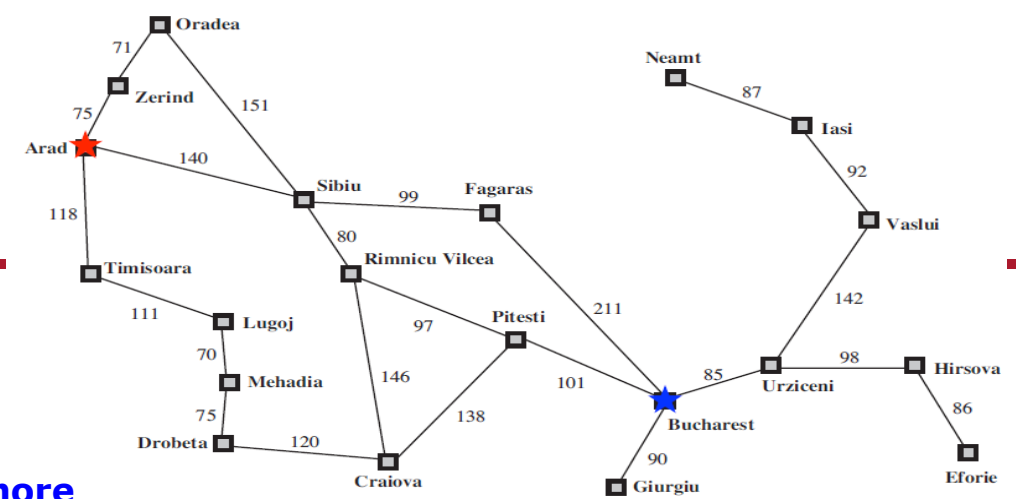 Oradea
71
Neamt
Zerind
87
75
151
Iasi
Arad
140
92
Sibiu
Fagaras
99
118
Vaslui
80
Timisoara
Rimnicu Vilcea
142
211
111
Lugoj
Pitesti
97
70
98
Mehadia
146
101
85
Urziceni
Hirsova
75
138
86
Drobeta
120
Bucharest
90
Craiova
Giurgiu
Eforie
more